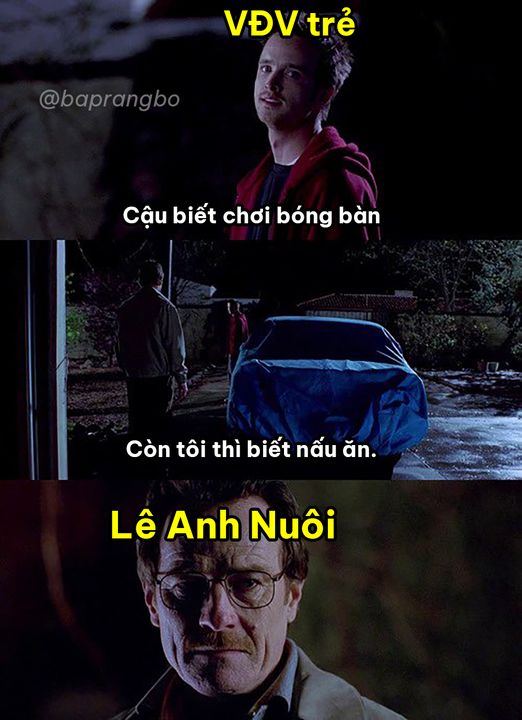 VĐV trẻ
@baprangbo
Cậu biết chơi bóng bàn
Còn tôi thì biết nấu ăn.
Lê Anh Nuôi